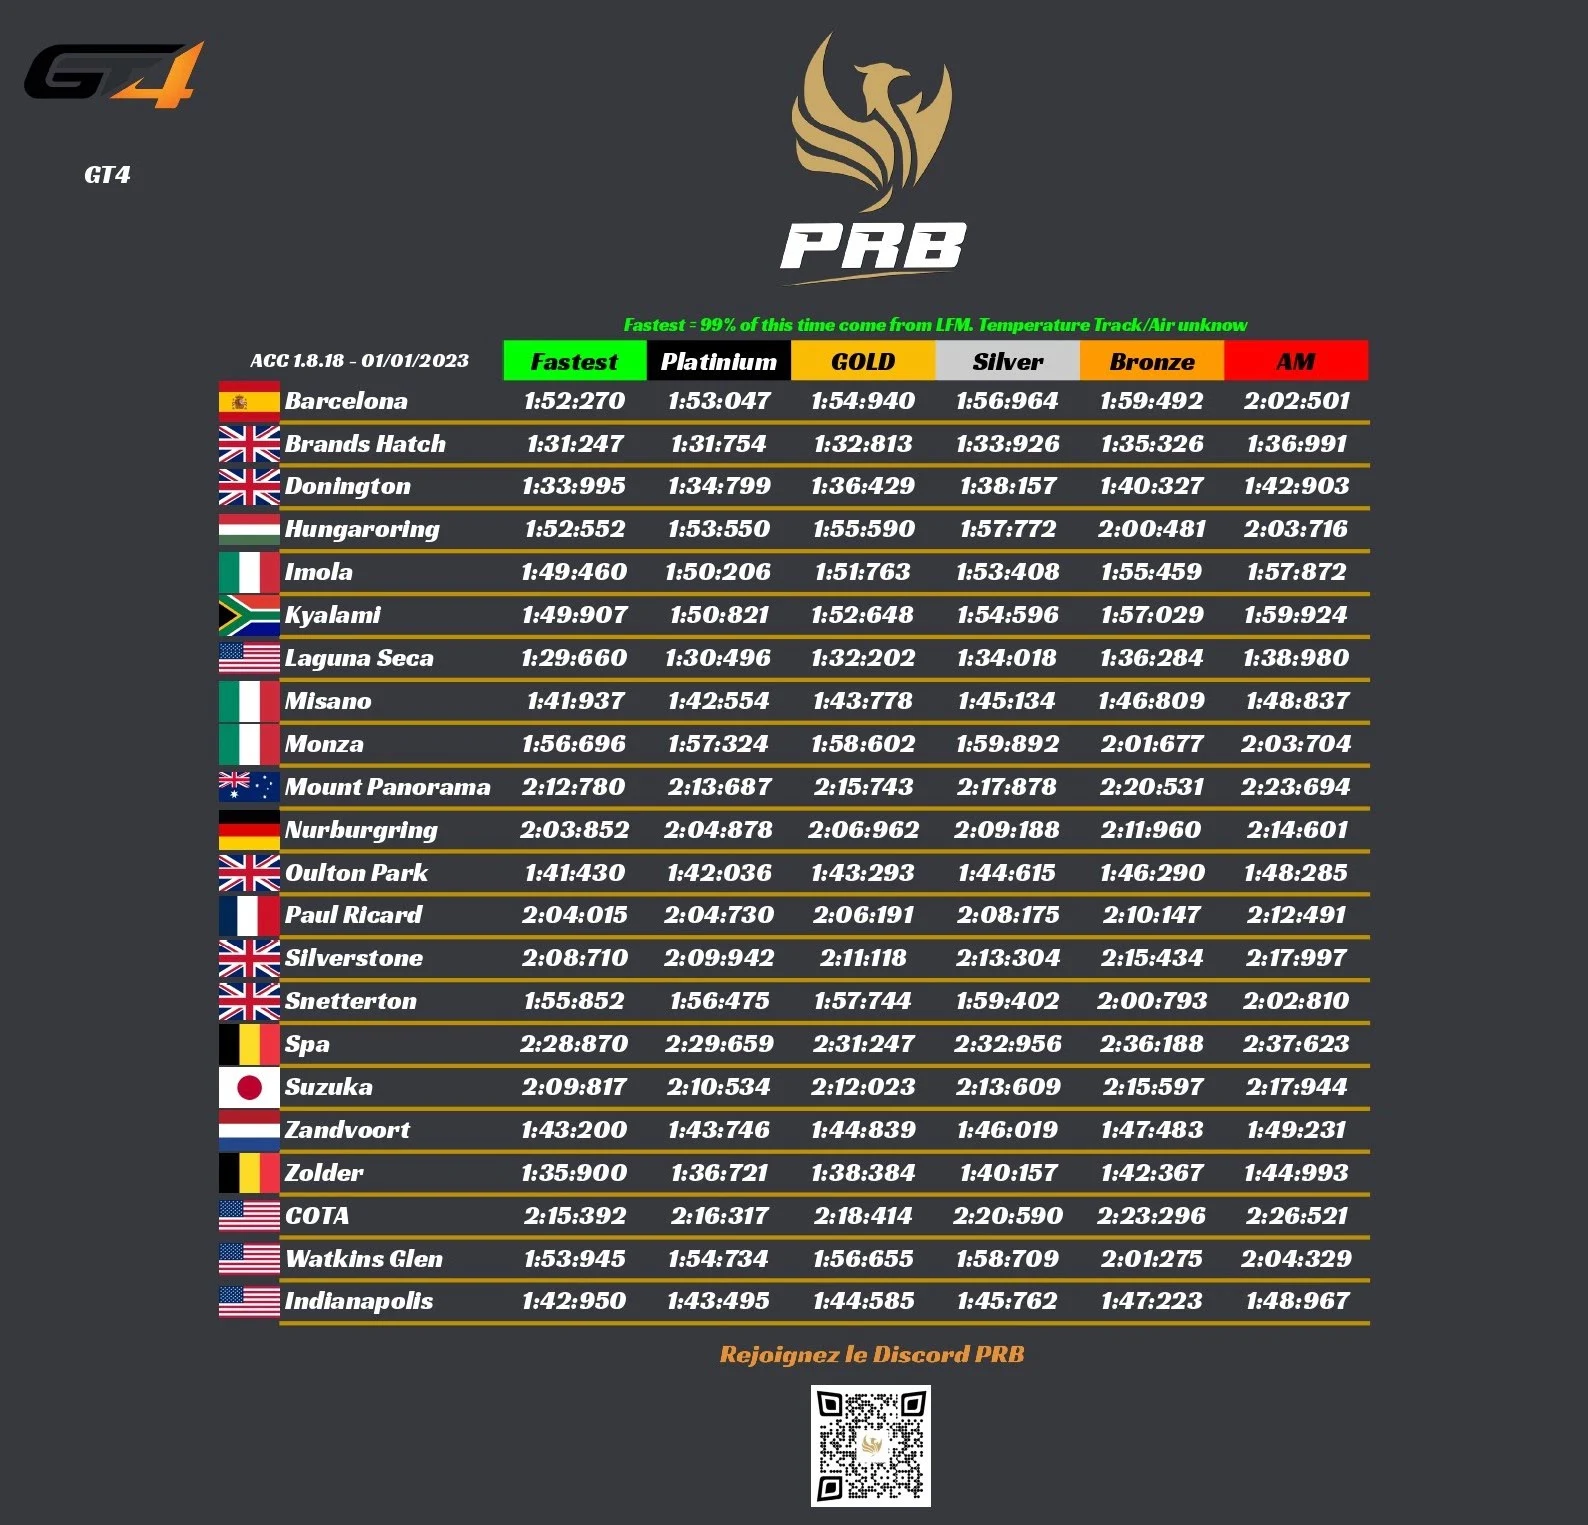 GT4
GT4
PRB
Fastest = 99% of this time come from LFM. Temperature Track/Air unknow
ACC 1.8.18 - 01/01/2023 Fastest Platinium GOLD Silver Bronze AM
Barcelona 1:52:270 1:53:047 1:54:940 1:56:964 1:59:492 2:02:501
Brands Hatch 1:31:247 1:31:754 1:32:813 1:33:926 1:35:326 1:36:991
Donington 1:33:995 1:34:799 1:36:429 1:38:157 1:40:327 1:42:903
Hungaroring 1:52:552 1:53:550 1:55:590 1:57:772 2:00:481 2:03:716
Imola 1:49:460 1:50:206 1:51:763 1:53:408 1:55:459 1:57:872
Kyalami 1:49:907 1:50:821 1:52:648 1:54:596 1:57:029 1:59:924
Laguna Seca 1:29:660 1:30:496 1:32:202 1:34:018 1:36:284 1:38:980
Misano 1:41:937 1:42:554 1:43:778 1:45:134 1:46:809 1:48:837
Monza 1:56:696 1:57:324 1:58:602 1:59:892 2:01:677 2:03:704
Mount Panorama 2:12:780 2:13:687 2:15:743 2:17:878 2:20:531 2:23:694
Nurburgring 2:03:852 2:04:878 2:06:962 2:09:188 2:11:960 2:14:601
Oulton Park 1:41:430 1:42:036 1:43:293 1:44:615 1:46:290 1:48:285
Paul Ricard 2:04:015 2:04:730 2:06:191 2:08:175 2:10:147 2:12:491
Silverstone 2:08:710 2:09:942 2:11:118 2:13:304 2:15:434 2:17:997
Snetterton 1:55:852 1:56:475 1:57:744 1:59:402 2:00:793 2:02:810
Spa 2:28:870 2:29:659 2:31:247 2:32:956 2:36:188 2:37:623
Suzuka 2:09:817 2:10:534 2:12:023 2:13:609 2:15:597 2:17:944
Zandvoort 1:43:200 1:43:746 1:44:839 1:46:019 1:47:483 1:49:231
Zolder 1:35:900 1:36:721 1:38:384 1:40:157 1:42:367 1:44:993
COTA 2:15:392 2:16:317 2:18:414 2:20:590 2:23:296 2:26:521
Watkins Glen 1:53:945 1:54:734 1:56:655 1:58:709 2:01:275 2:04:329
Indianapolis 1:42:950 1:43:495 1:44:585 1:45:762 1:47:223 1:48:967
Rejoignez le Discord PRB